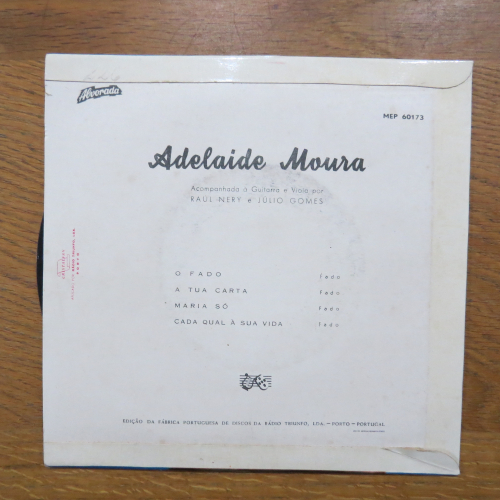 Alvorada
MEP 60173
Adelaide Moura
Acompanhada à Guitarra e Viola por
RAUL NERY e JÚLIO GOMES
O FADO fado
A TUA CARTA fado
MARIA SÓ fado
CADA QUAL À SUA VIDA fado
EDIÇÃO DA FÁBRICA PORTUGUESA DE DISCOS DA RÁDIO TRIUNFO, LDA. — PORTO — PORTUGAL